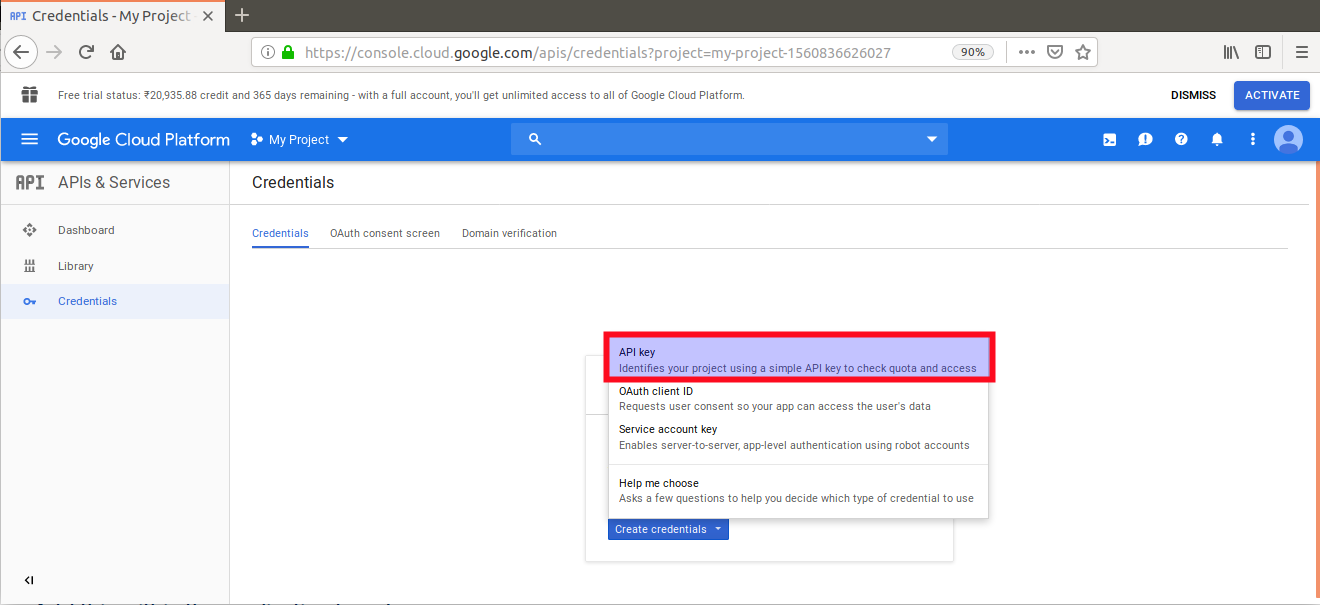 API Credentials - My Project
https://console.cloud.google.com/apis/credentials?project=my-project-1560836626027
90%
Free trial status: ₹20,935.88 credit and 365 days remaining - with a full account, you'll get unlimited access to all of Google Cloud Platform.
DISMISS
ACTIVATE
Google Cloud Platform
My Project
API APIs & Services
Credentials
Dashboard
Library
Credentials
Credentials
OAuth consent screen
Domain verification
API key
Identifies your project using a simple API key to check quota and access
OAuth client ID
Requests user consent so your app can access the user's data
Service account key
Enables server-to-server, app-level authentication using robot accounts
Help me choose
Asks a few questions to help you decide which type of credential to use
Create credentials